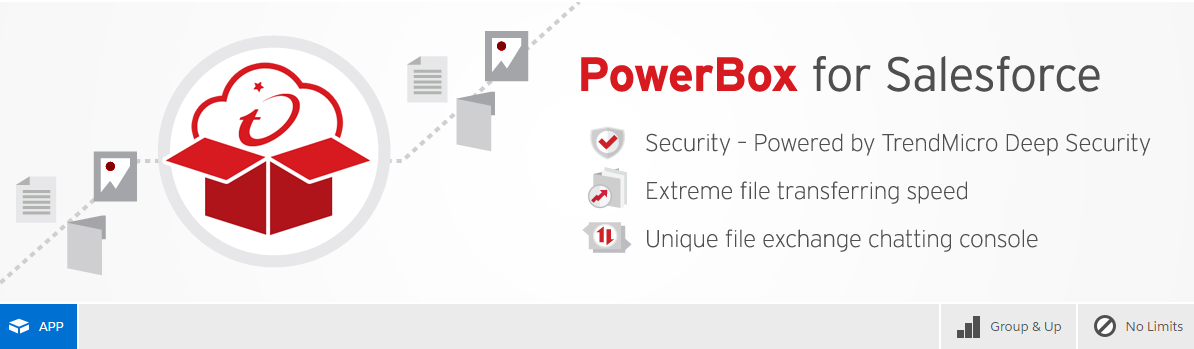 PowerBox for Salesforce
Security – Powered by TrendMicro Deep Security
Extreme file transferring speed
Unique file exchange chatting console
APP
Group & Up
No Limits